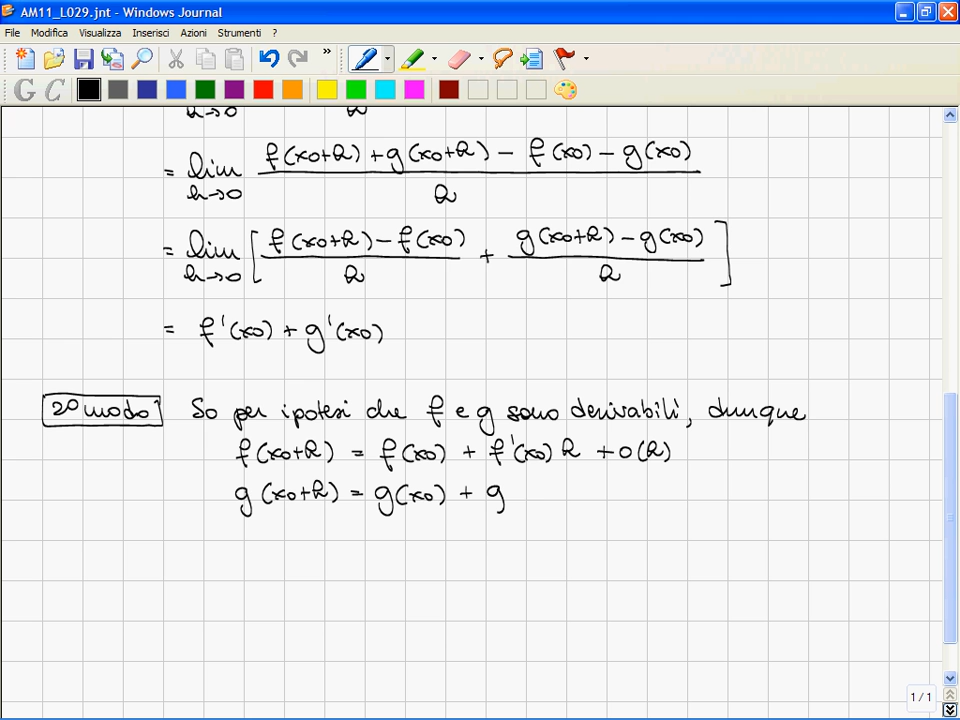 AM11_L029.jnt - Windows Journal
File Modifica Visualizza Inserisci Azioni Strumenti ?
G C
h→0 h
= lim h→0 f(x0+h)+g(x0+h)-f(x0)-g(x0) / h
= lim h→0 [ f(x0+h)-f(x0) / h + g(x0+h)-g(x0) / h ]
= f'(x0)+g'(x0)
2° modo So per ipotesi che f e g sono derivabili, dunque
f(x0+h) = f(x0) + f'(x0)h + o(h)
g(x0+h) = g(x0) + g
1 / 1